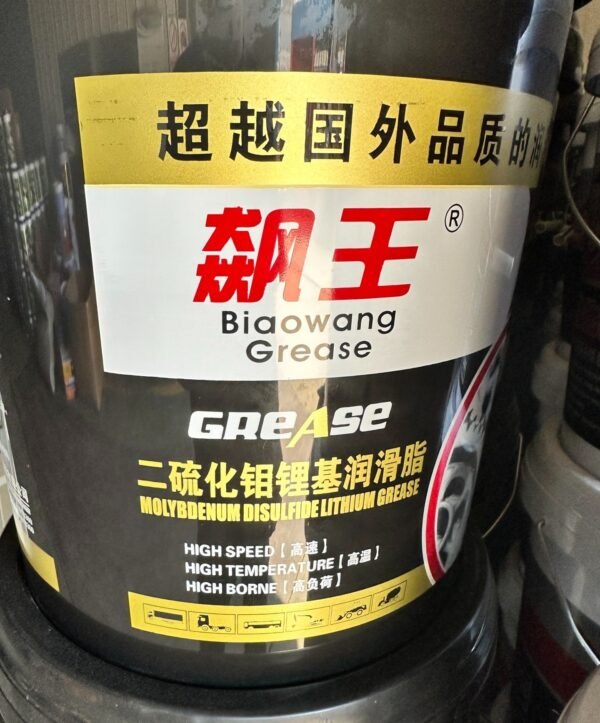 超越国外品质的润
飙王®
Biaowang
Grease
GREASE
二硫化钼锂基润滑脂
MOLYBDENUM DISULFIDE LITHIUM GREASE
HIGH SPEED【高速】
HIGH TEMPERATURE【高温】
HIGH BORNE【高负荷】